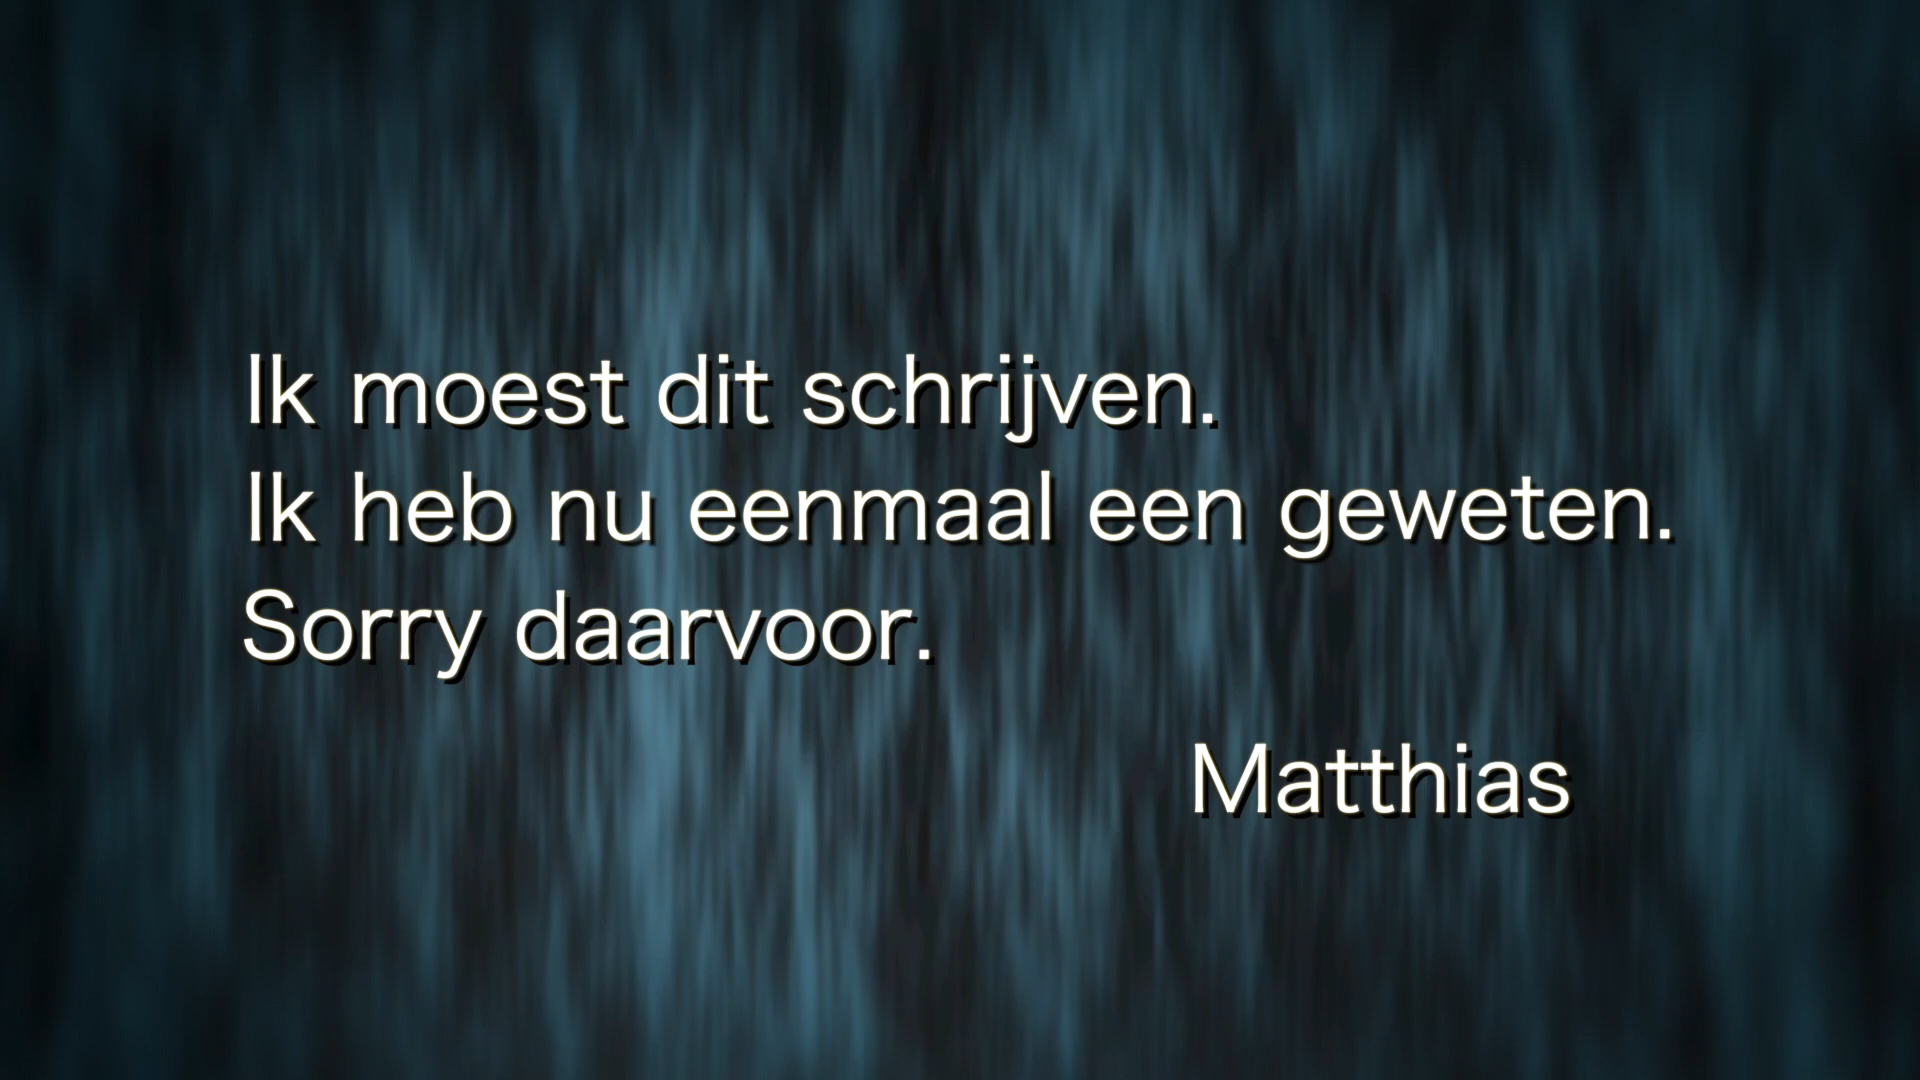 Ik moest dit schrijven.
Ik heb nu eenmaal een geweten.
Sorry daarvoor.
Matthias